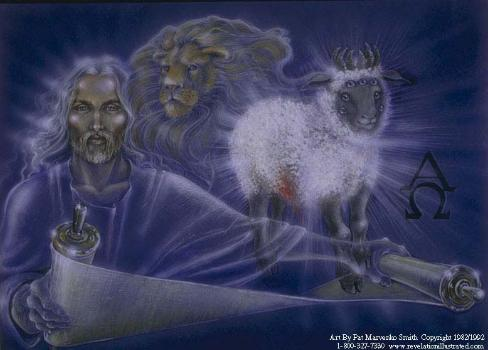 Α
Ω
Art By Pat Marvenko Smith, Copyright 1982/1992
1-800-327-7330 www.revelationillustrated.com